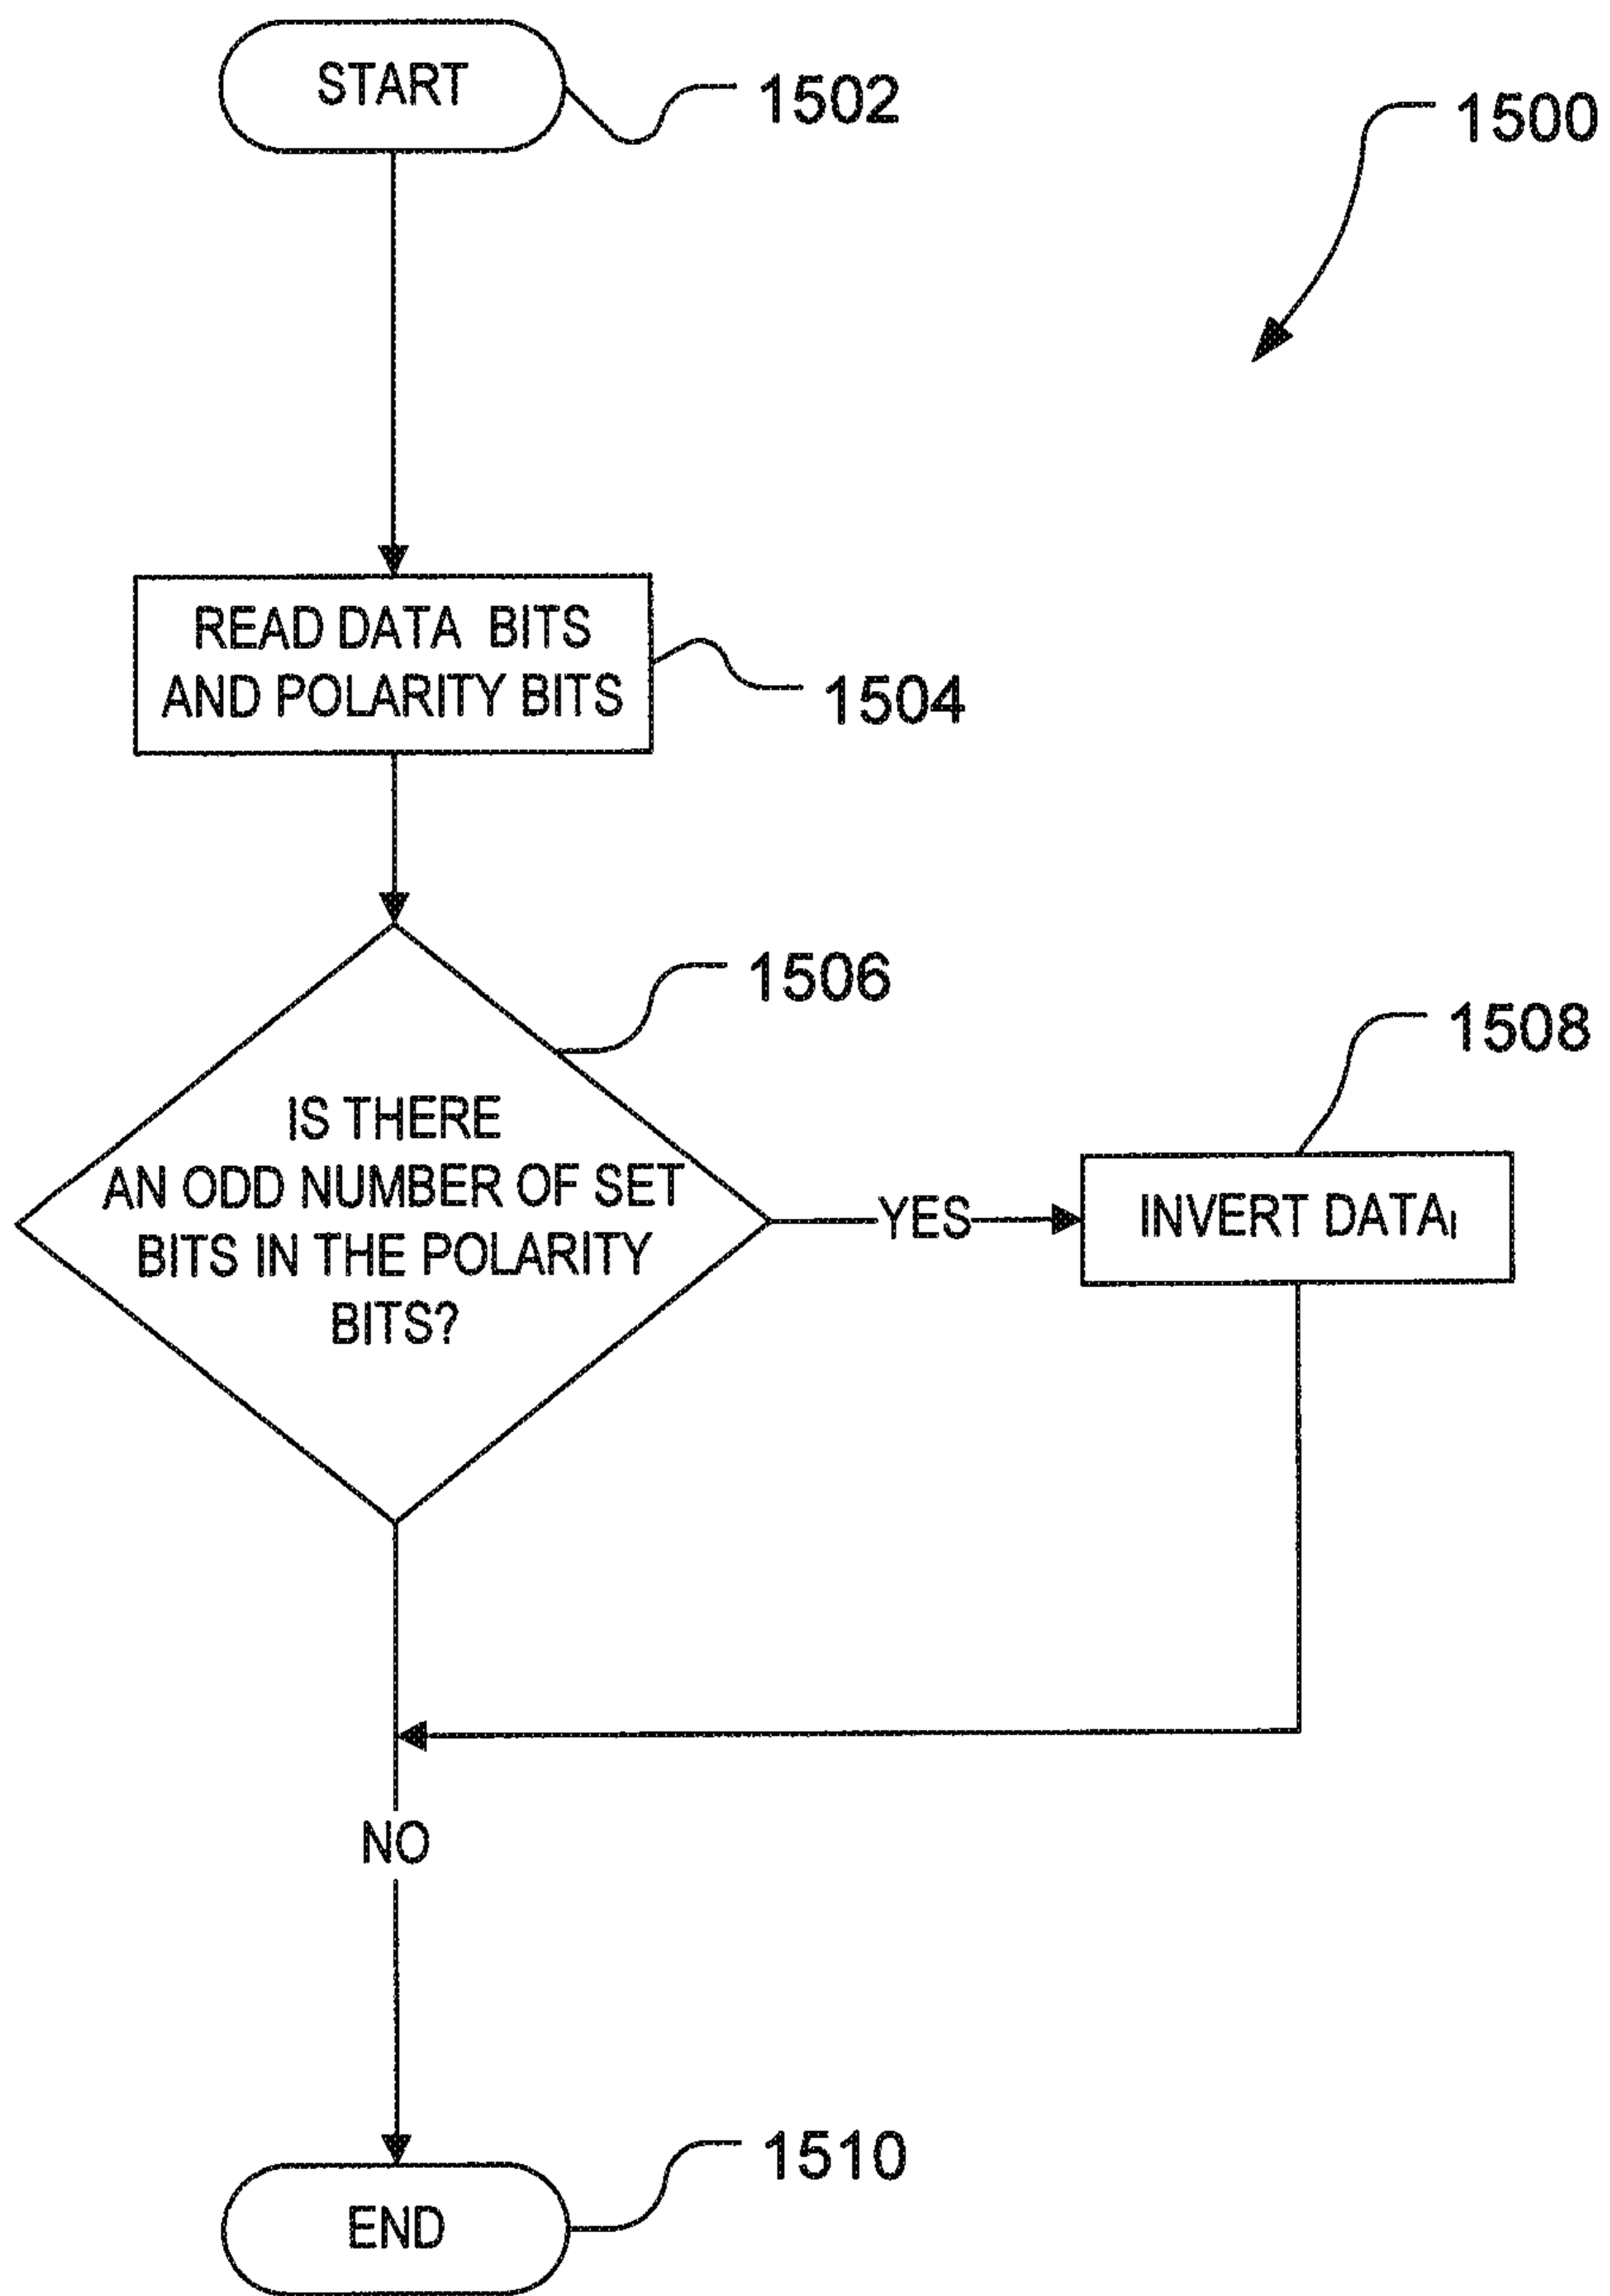 START
1502
1500
READ DATA BITS
AND POLARITY BITS
1504
1506
IS THERE
AN ODD NUMBER OF SET
BITS IN THE POLARITY
BITS?
YES
1508
INVERT DATAI
NO
1510
END